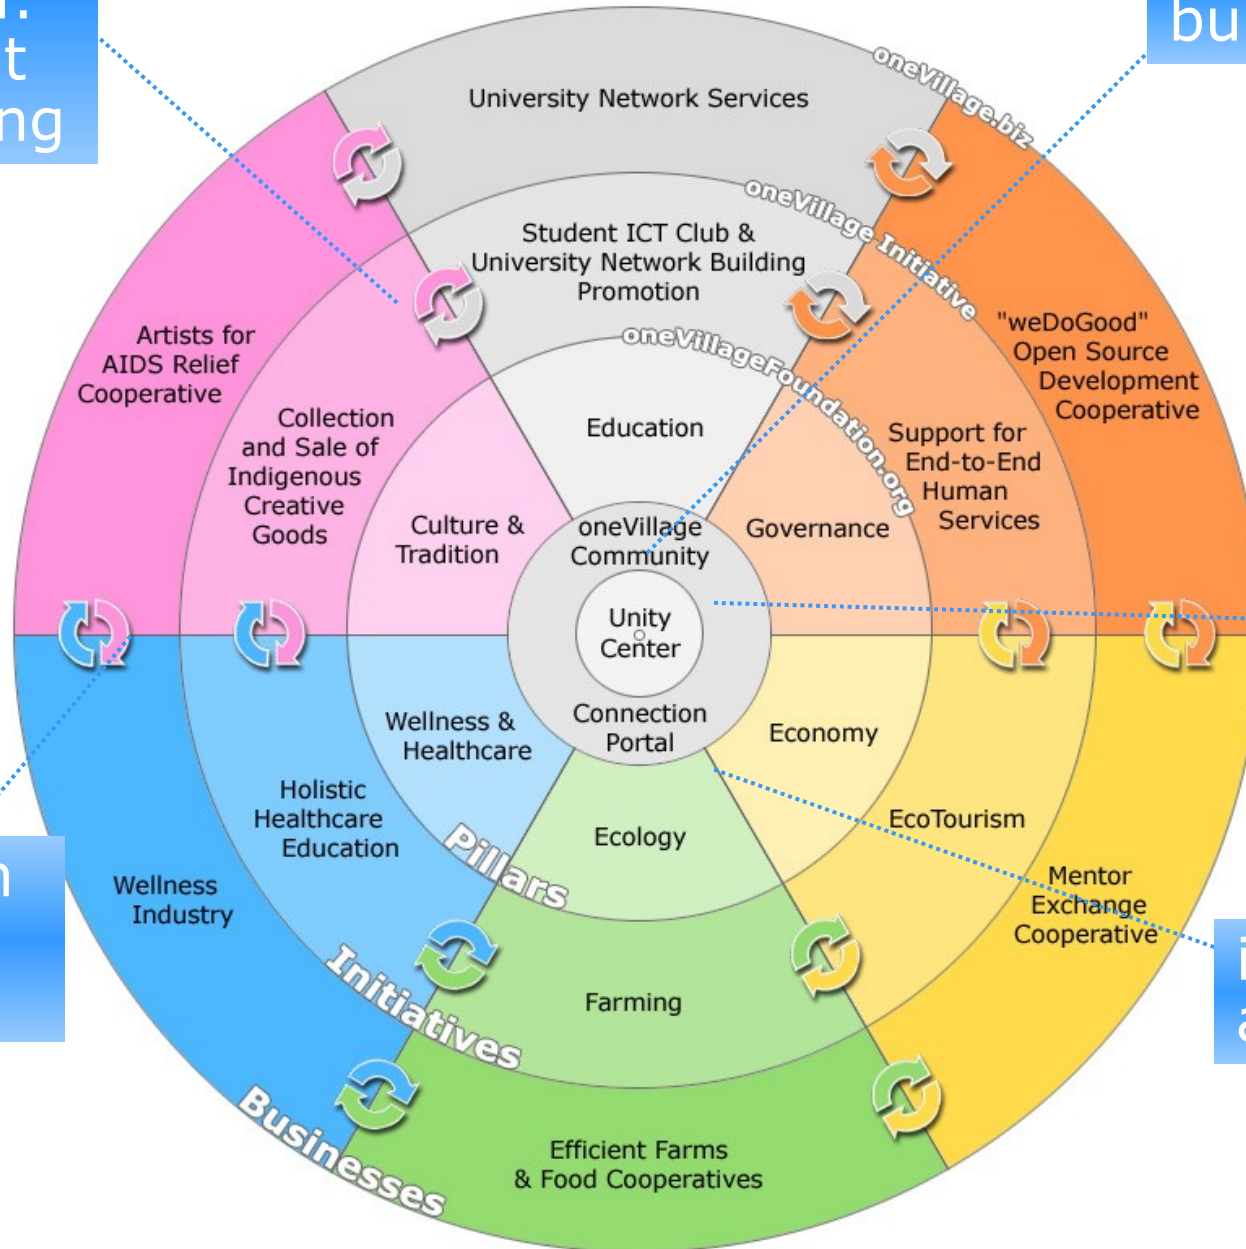 t
ng
bu
oneVillage.biz
University Network Services
oneVillage Initiative
Student ICT Club &
University Network Building
Promotion
oneVillageFoundation.org
Education
Artists for
AIDS Relief
Cooperative
Collection
and Sale of
Indigenous
Creative
Goods
Culture &
Tradition
oneVillage
Community
Unity
Center
Connection
Portal
Governance
Support for
End-to-End
Human
Services
"weDoGood"
Open Source
Development
Cooperative
Wellness &
Healthcare
Holistic
Healthcare
Education
Wellness
Industry
Economy
EcoTourism
Mentor
Exchange
Cooperative
Ecology
Pillars
Farming
Initiatives
Efficient Farms
& Food Cooperatives
Businesses